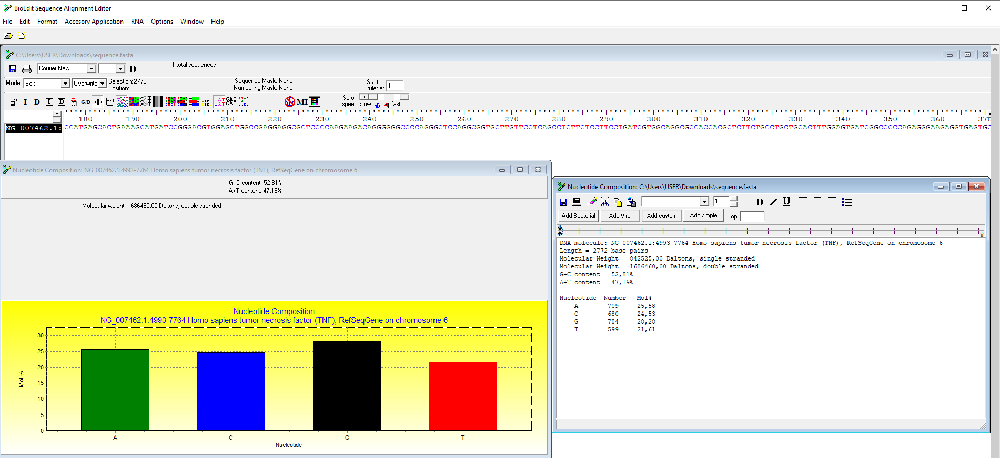 BioEdit Sequence Alignment Editor
File Edit Format Accesory Application RNA Options Window Help
C:\Users\USER\Downloads\sequence.fasta
Courier New 11 B
1 total sequences
Mode: Edit Overwrite Selection: 2773
Position:
Sequence Mask: None
Numbering Mask: None
Start
ruler at: 1
I D I D G/D MI
Scroll
speed slow fast
180 190 200 210 220 230 240 250 260 270 280 290 300 310 320 330 340 350 360 370
NG_007462.1: CCATGAGCACTGAAAGCATGATCCGGGACGTGGAGCTGGCCGAGGAGGCGCTCCCCAAGAAGACAGGGGGGCCCCAGGGCTCCAGGCGGTGCTTGTTCCTCAGCCTCTTCTCCTTCCTGATCGTGGCAGGCGCCACCACGCTCTTCTGCCTGCTGCACTTTGGAGTGATCGGCCCCCAGAGGGAAGAGGTGAGTGC
Nucleotide Composition: NG_007462.1:4993-7764 Homo sapiens tumor necrosis factor (TNF), RefSeqGene on chromosome 6
G+C content: 52,81%
A+T content: 47,19%
Molecular weight: 1686460,00 Daltons, double stranded
Nucleotide Composition
NG_007462.1:4993-7764 Homo sapiens tumor necrosis factor (TNF), RefSeqGene on chromosome 6
Mol %
30
25
20
15
10
5
0
A C G T
Nucleotide
Nucleotide Composition: C:\Users\USER\Downloads\sequence.fasta
10 B I U
Add Bacterial Add Viral Add custom Add simple Top 1
DNA molecule: NG_007462.1:4993-7764 Homo sapiens tumor necrosis factor (TNF), RefSeqGene on chromosome 6
Length = 2772 base pairs
Molecular Weight = 842525,00 Daltons, single stranded
Molecular Weight = 1686460,00 Daltons, double stranded
G+C content = 52,81%
A+T content = 47,19%
Nucleotide Number Mol%
A 709 25,58
C 680 24,53
G 784 28,28
T 599 21,61